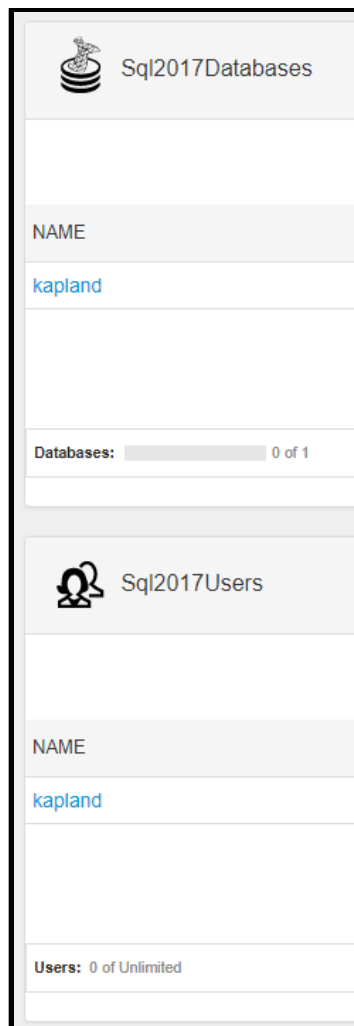 Sql2017Databases
NAME
kapland
Databases: 0 of 1
Sql2017Users
NAME
kapland
Users: 0 of Unlimited